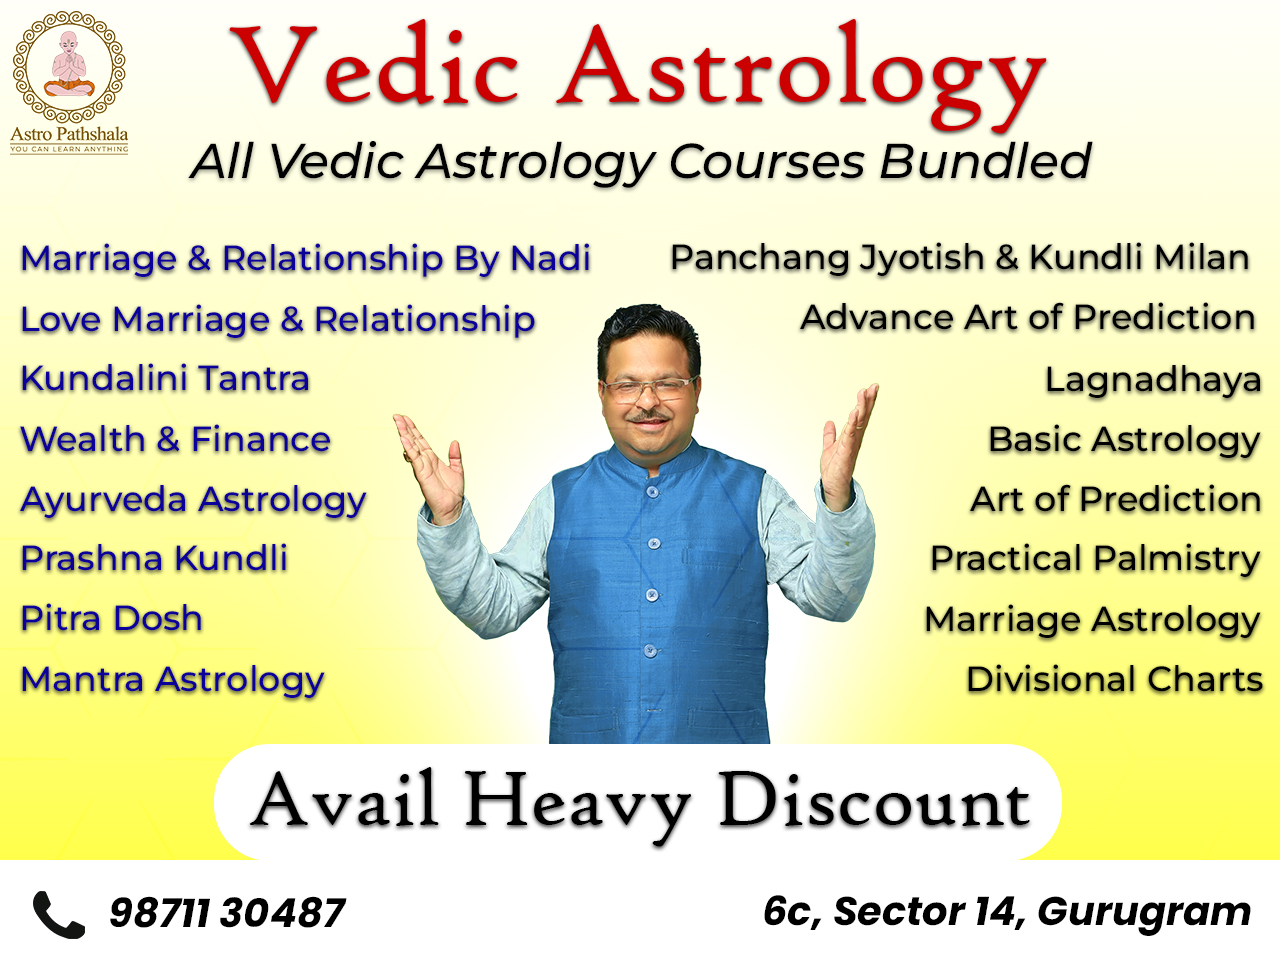 Astro Pathshala
YOU CAN LEARN ANYTHING
Vedic Astrology
All Vedic Astrology Courses Bundled
Marriage & Relationship By Nadi
Love Marriage & Relationship
Kundalini Tantra
Wealth & Finance
Ayurveda Astrology
Prashna Kundli
Pitra Dosh
Mantra Astrology
Panchang Jyotish & Kundli Milan
Advance Art of Prediction
Lagnadhaya
Basic Astrology
Art of Prediction
Practical Palmistry
Marriage Astrology
Divisional Charts
Avail Heavy Discount
98711 30487
6c, Sector 14, Gurugram